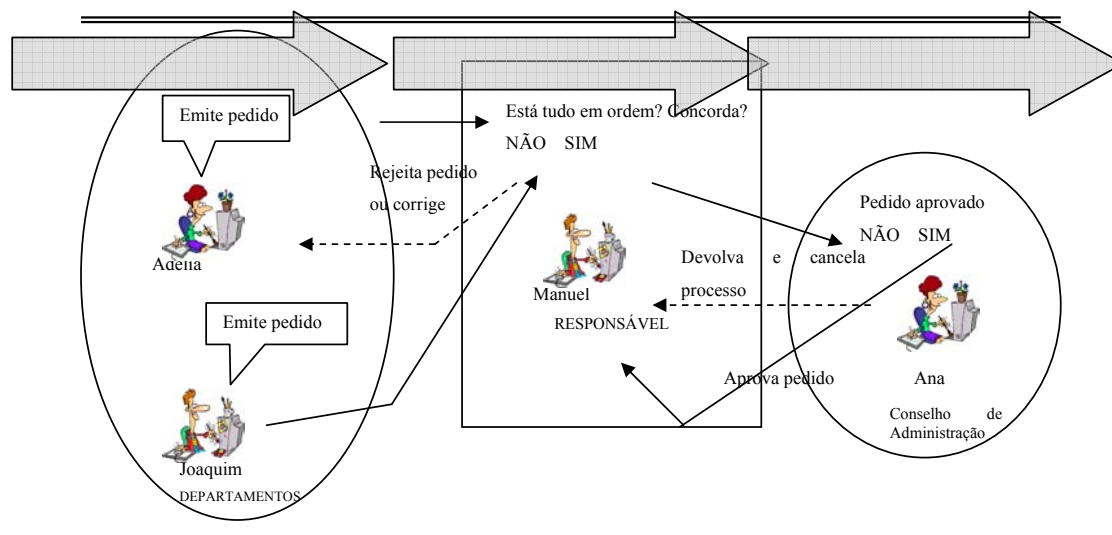 Emite pedido
Adélia
Emite pedido
Joaquim
DEPARTAMENTOS
Rejeita pedido
ou corrige
Está tudo em ordem? Concorda?
NÃO SIM
Manuel
RESPONSÁVEL
Devolva e cancela
processo
Aprova pedido
Pedido aprovado
NÃO SIM
Ana
Conselho de
Administração